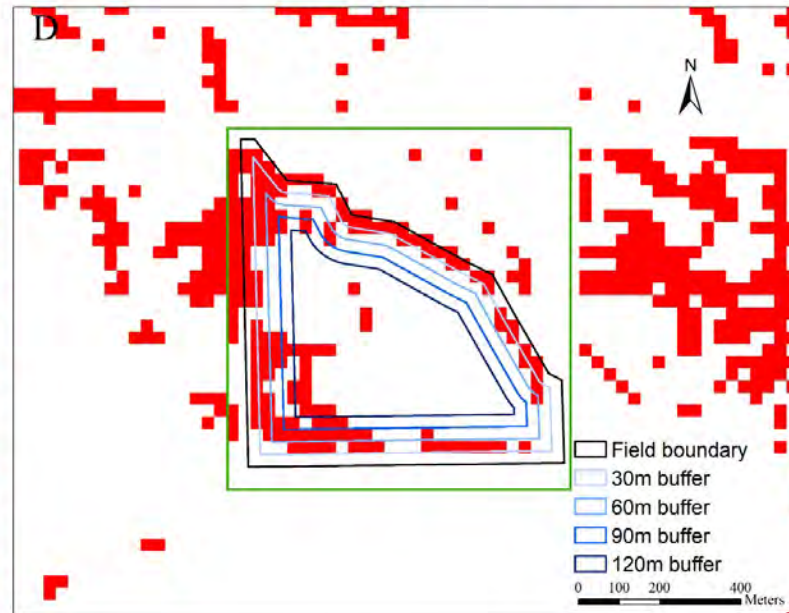 D
N
Field boundary
30m buffer
60m buffer
90m buffer
120m buffer
0 100 200 400
Meters